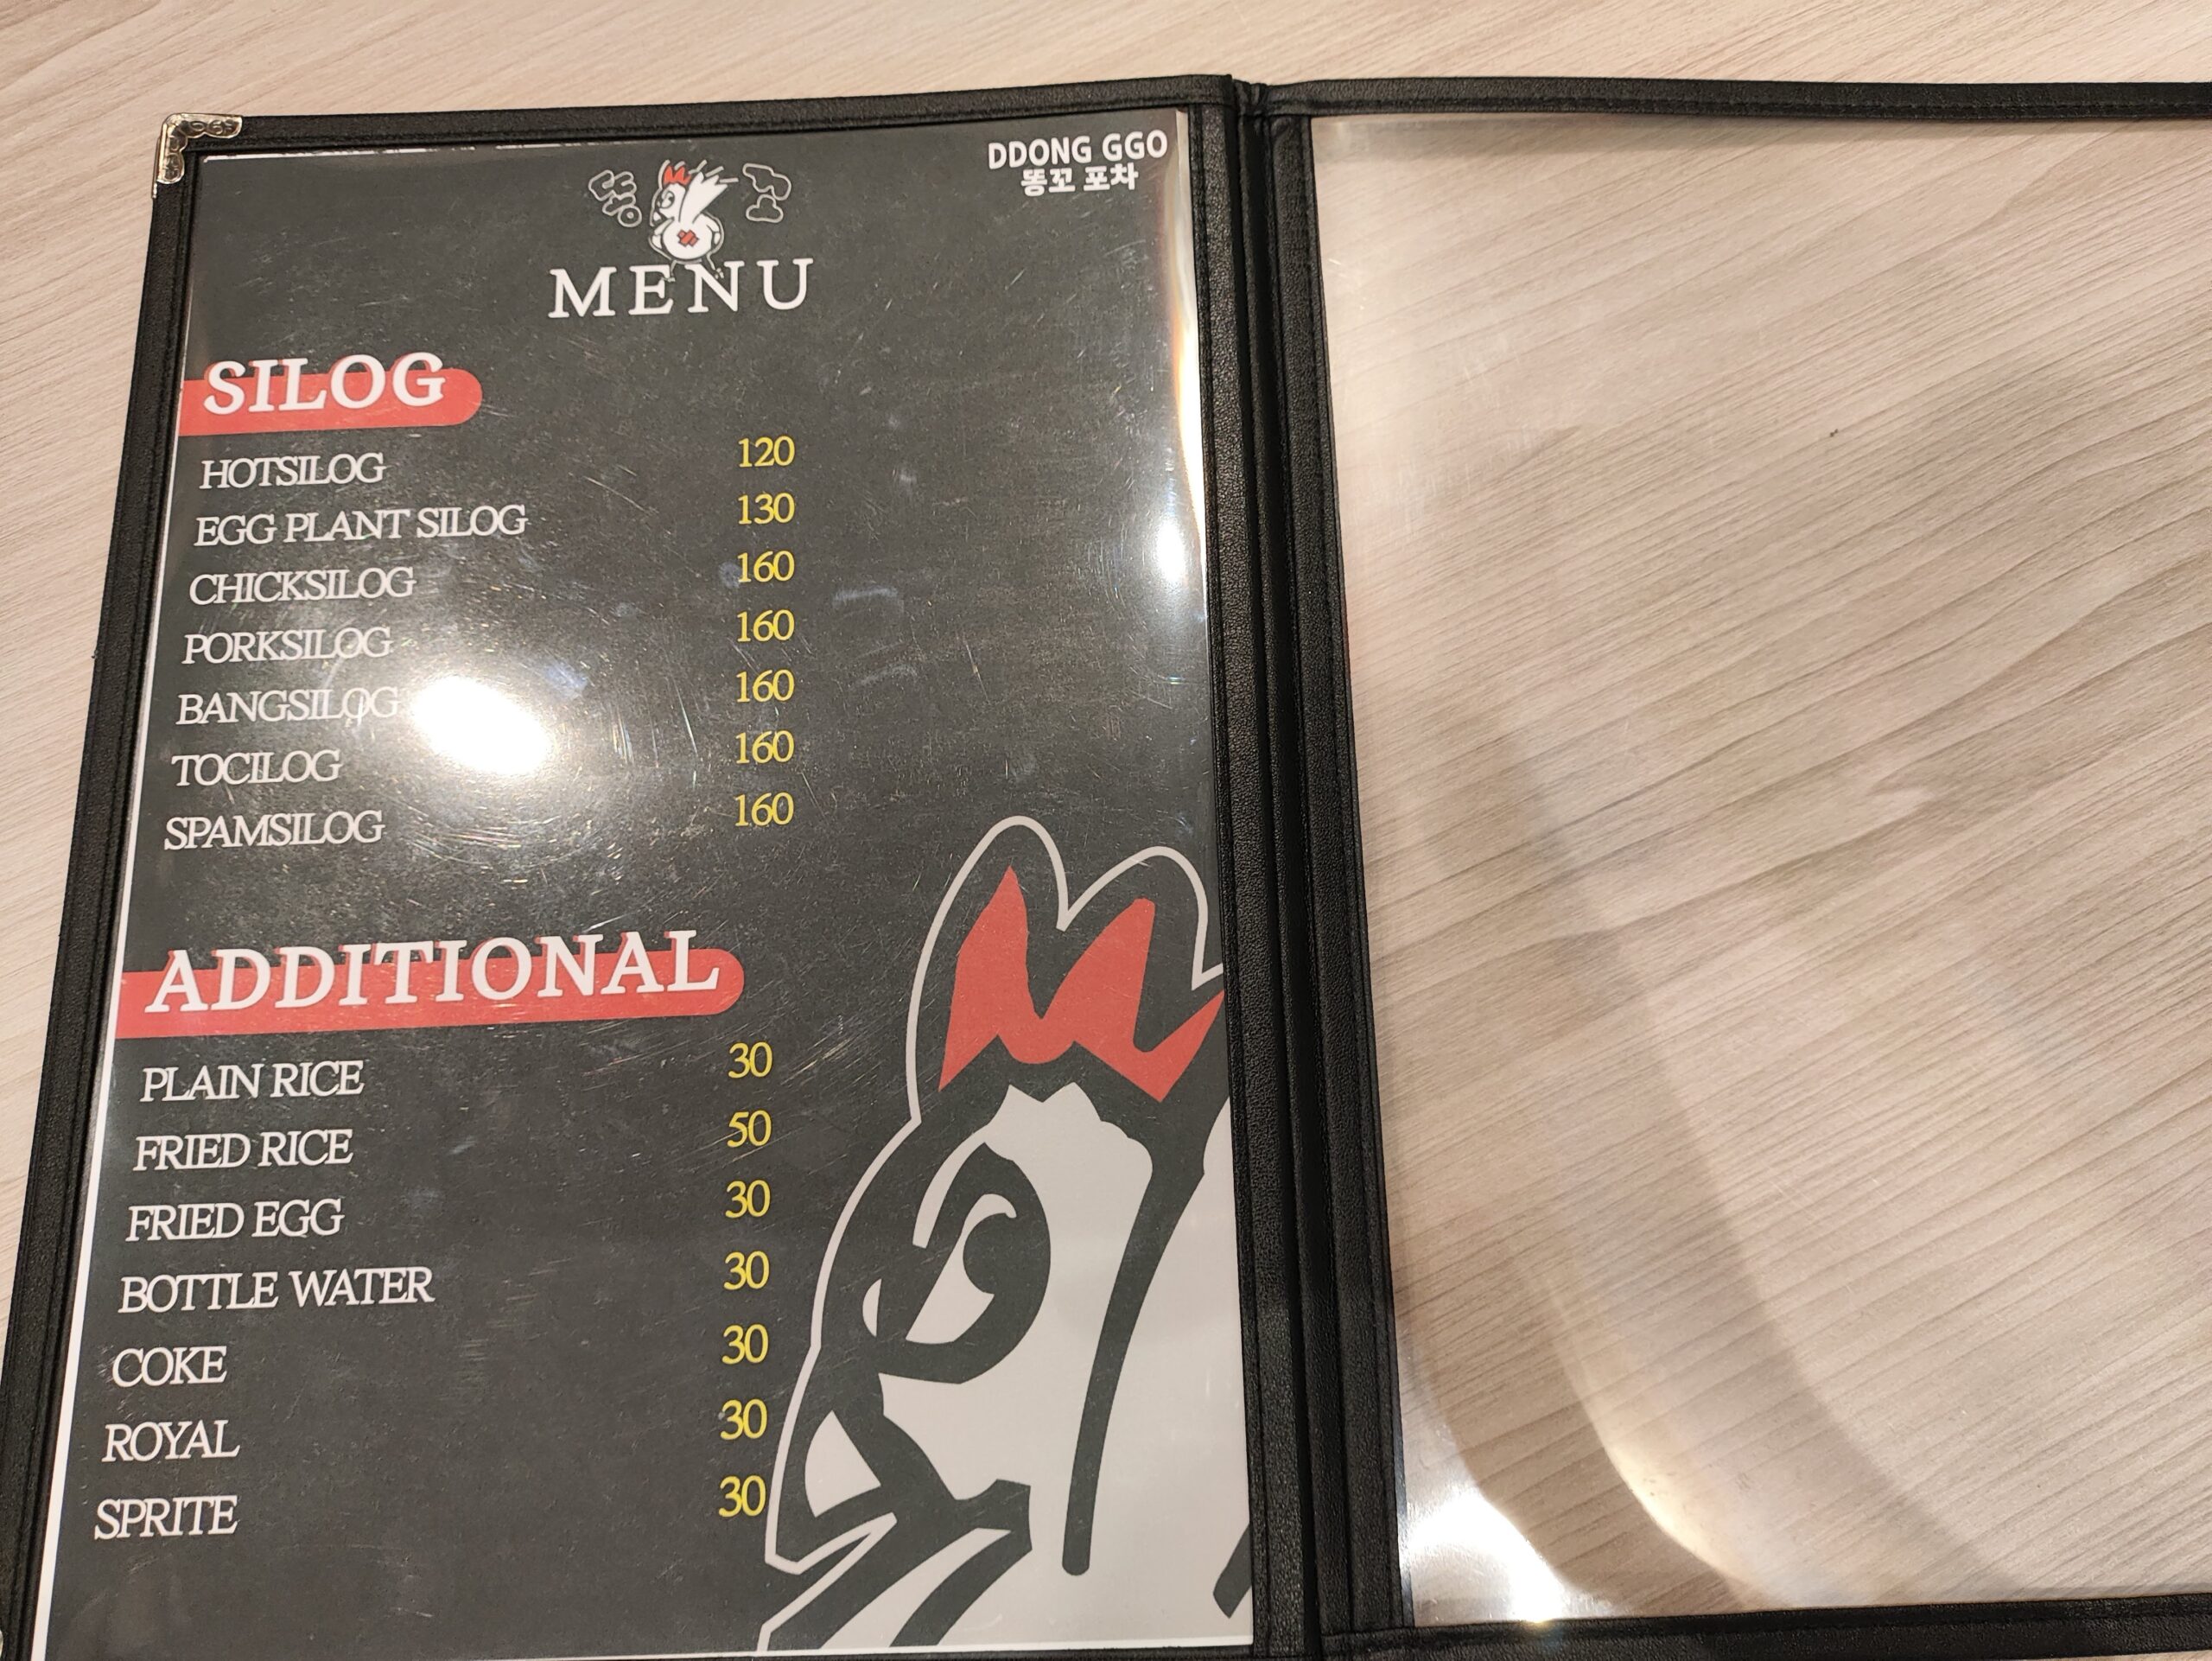 DDONG GGO
똥꼬 포차
똥 꼬
MENU
SILOG
HOTSILOG 120
EGG PLANT SILOG 130
CHICKSILOG 160
PORKSILOG 160
BANGSILOG 160
TOCILOG 160
SPAMSILOG 160
ADDITIONAL
PLAIN RICE 30
FRIED RICE 50
FRIED EGG 30
BOTTLE WATER 30
COKE 30
ROYAL 30
SPRITE 30